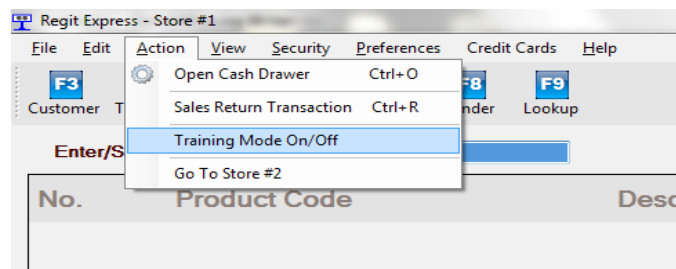 Regit Express - Store #1
File Edit Action View Security Preferences Credit Cards Help
Open Cash Drawer Ctrl+O
F3 F8 F9
Customer Lookup
Sales Return Transaction Ctrl+R
Training Mode On/Off
Enter/S
Go To Store #2
No. Product Code Desc